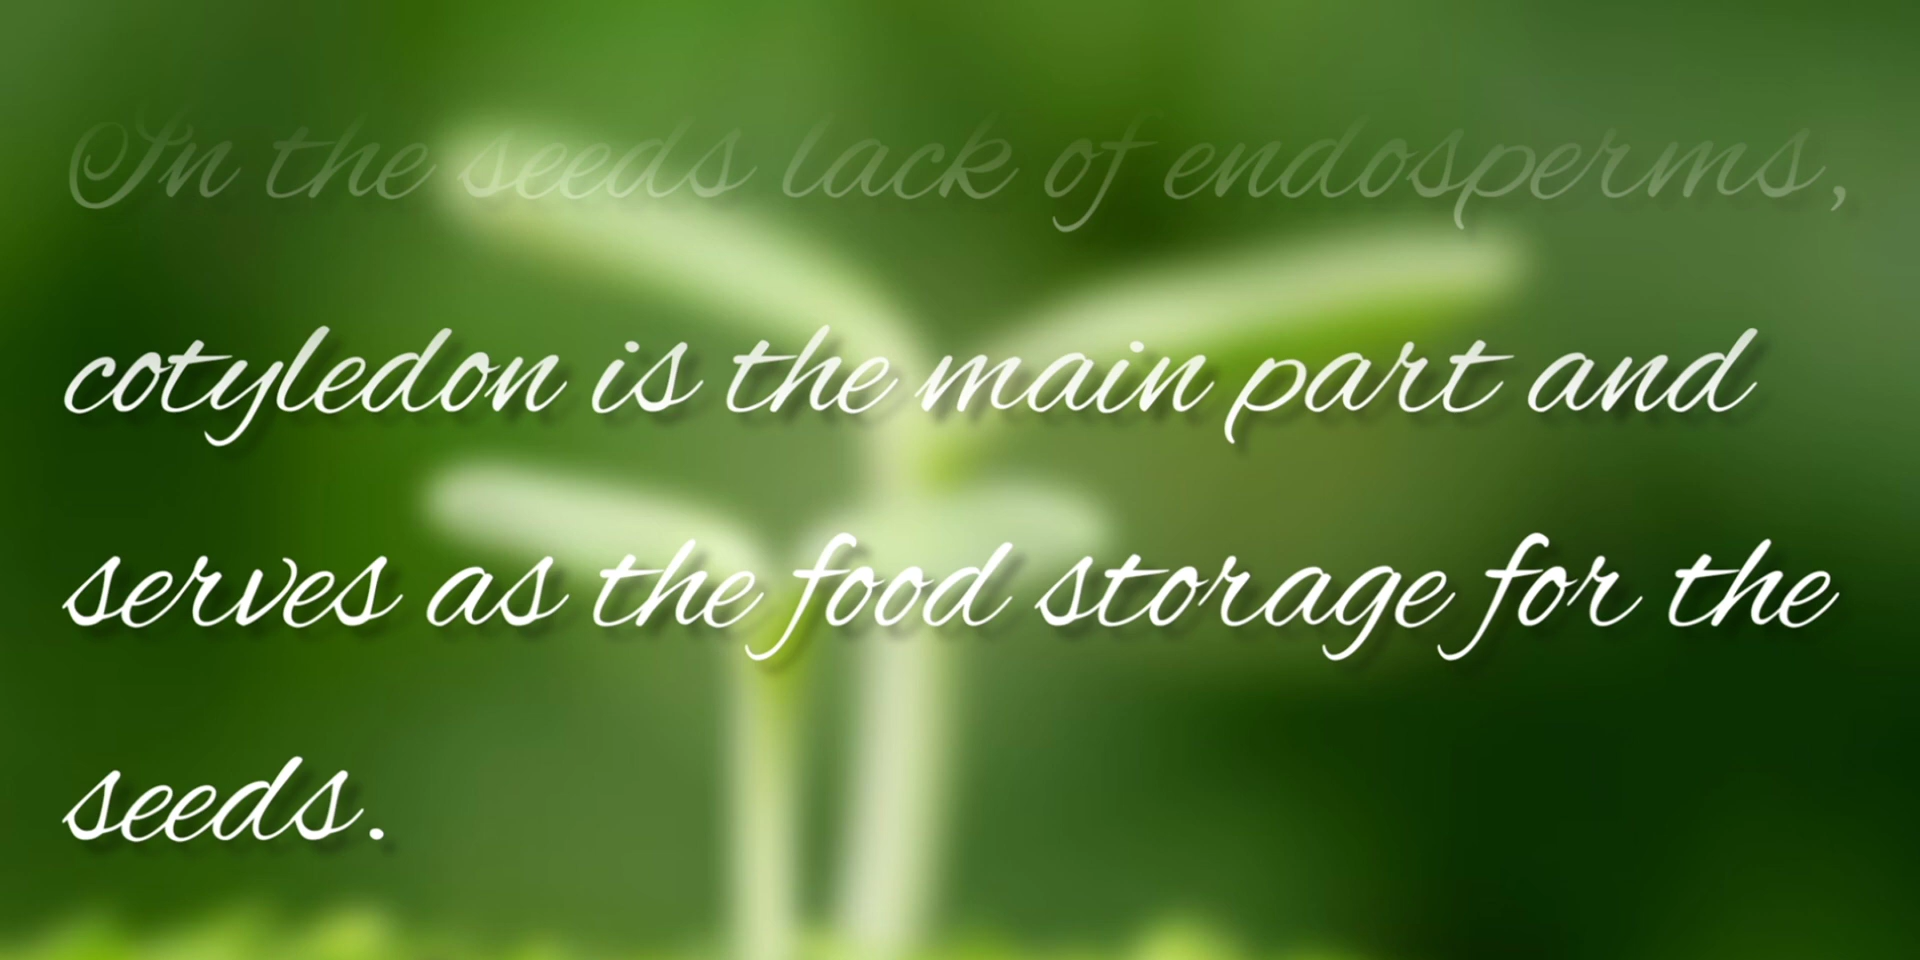 In the seeds lack of endosperms,
cotyledon is the main part and
serves as the food storage for the
seeds.